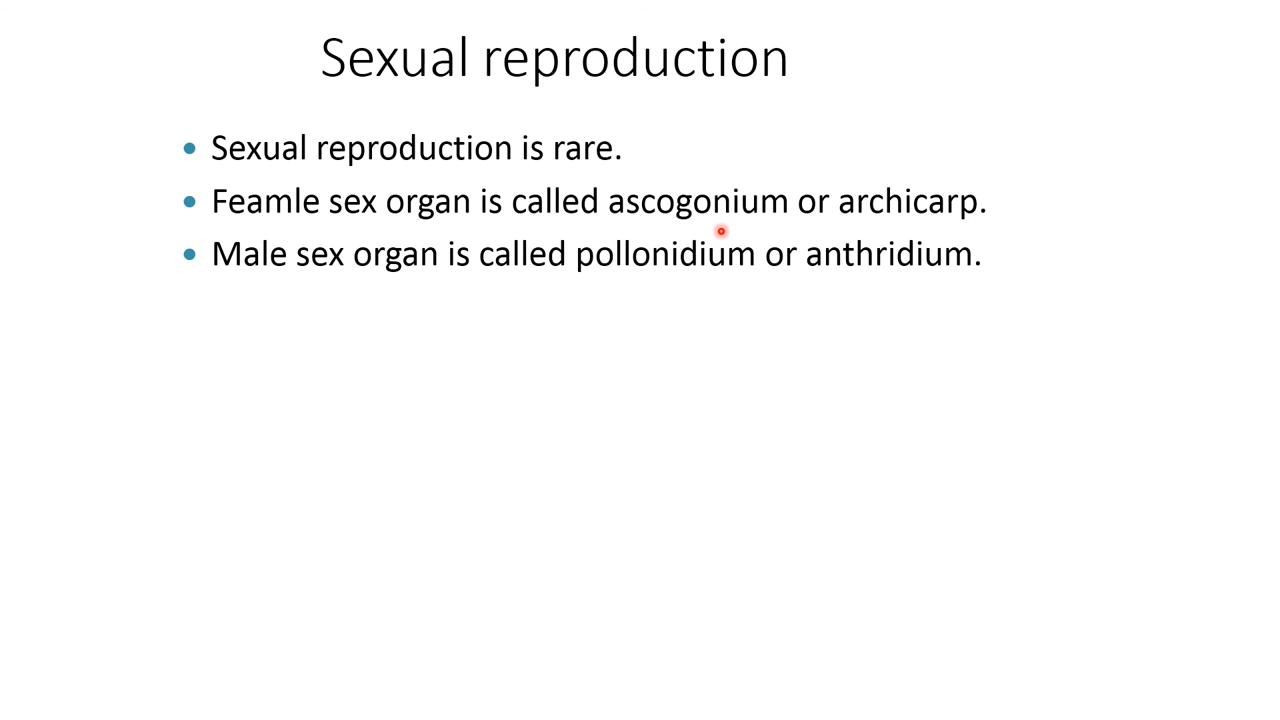 Sexual reproduction
• Sexual reproduction is rare.
• Feamle sex organ is called ascogonium or archicarp.
• Male sex organ is called pollonidium or anthridium.